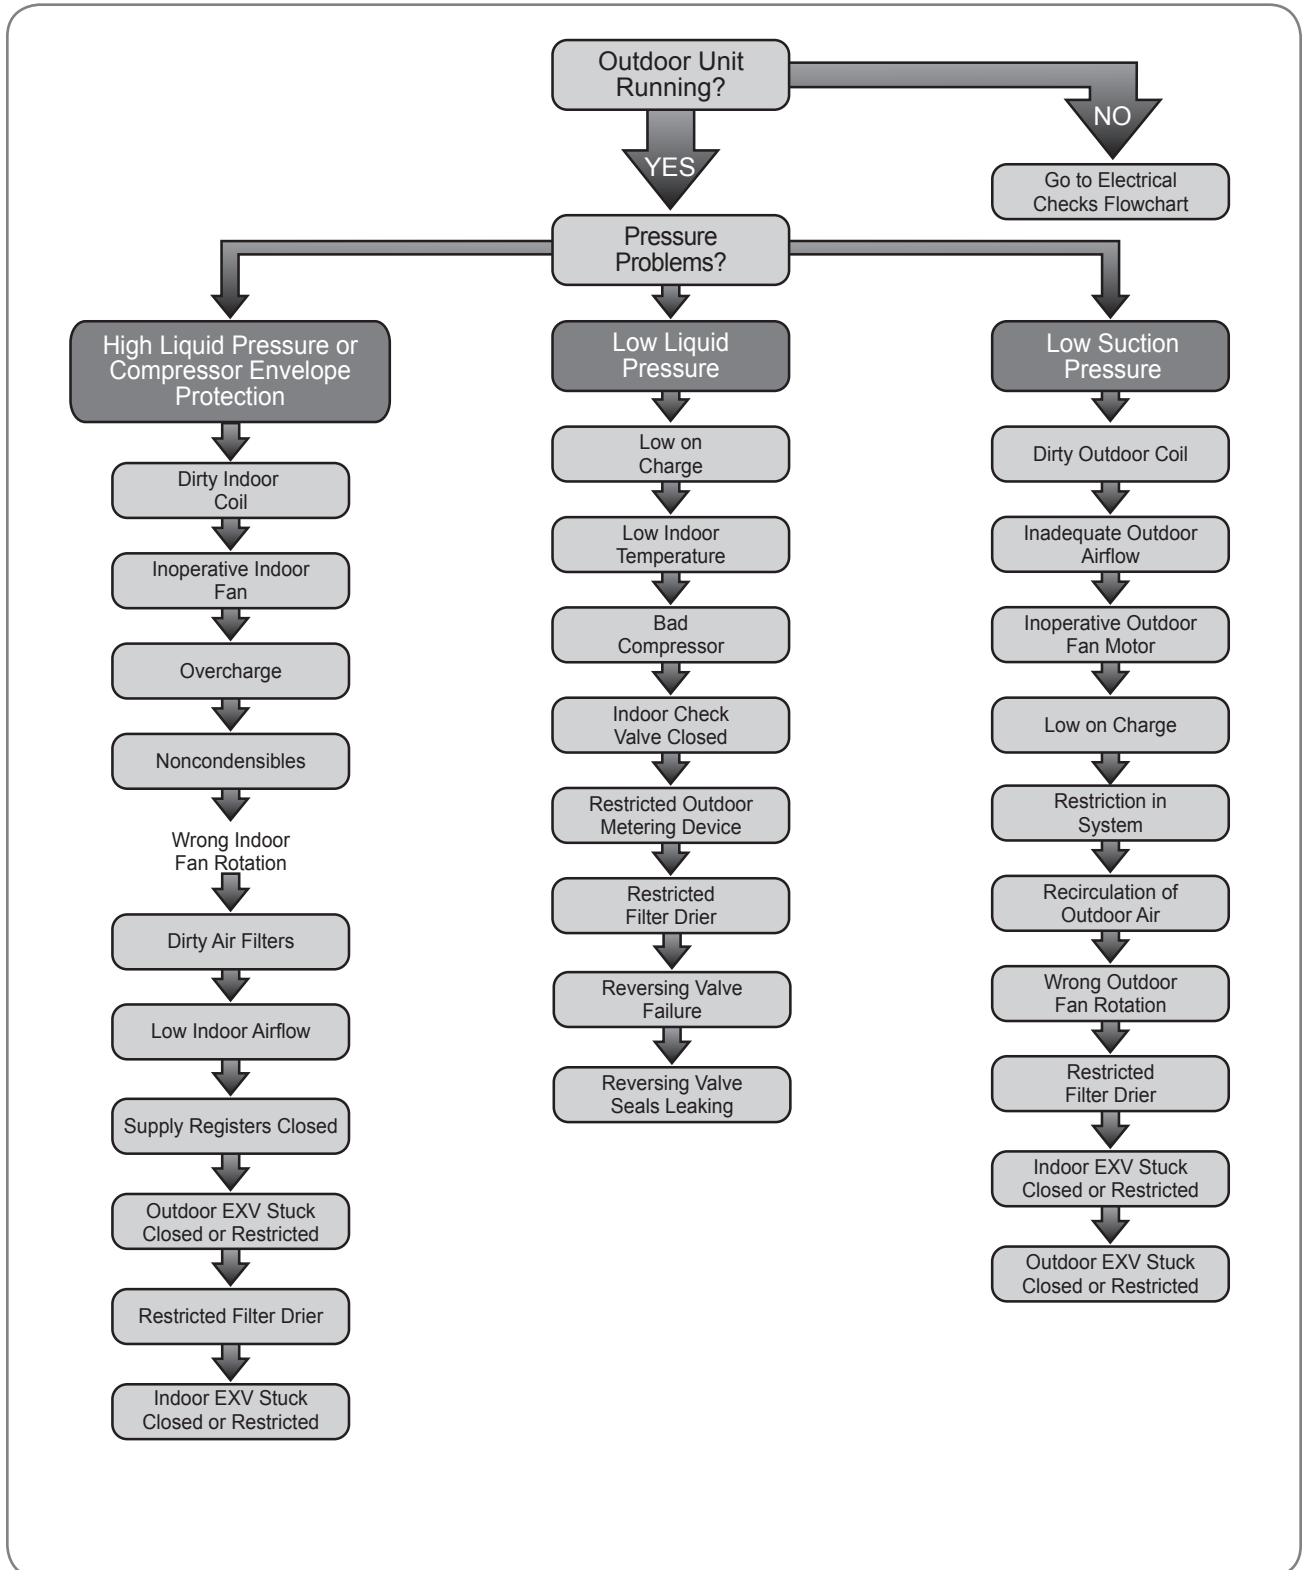 Outdoor Unit
Running?
NO
YES
Go to Electrical
Checks Flowchart
Pressure
Problems?
High Liquid Pressure or
Compressor Envelope
Protection
Dirty Indoor
Coil
Inoperative Indoor
Fan
Overcharge
Noncondensibles
Wrong Indoor
Fan Rotation
Dirty Air Filters
Low Indoor Airflow
Supply Registers Closed
Outdoor EXV Stuck
Closed or Restricted
Restricted Filter Drier
Indoor EXV Stuck
Closed or Restricted
Low Liquid
Pressure
Low on
Charge
Low Indoor
Temperature
Bad
Compressor
Indoor Check
Valve Closed
Restricted Outdoor
Metering Device
Restricted
Filter Drier
Reversing Valve
Failure
Reversing Valve
Seals Leaking
Low Suction
Pressure
Dirty Outdoor Coil
Inadequate Outdoor
Airflow
Inoperative Outdoor
Fan Motor
Low on Charge
Restriction in
System
Recirculation of
Outdoor Air
Wrong Outdoor
Fan Rotation
Restricted
Filter Drier
Indoor EXV Stuck
Closed or Restricted
Outdoor EXV Stuck
Closed or Restricted